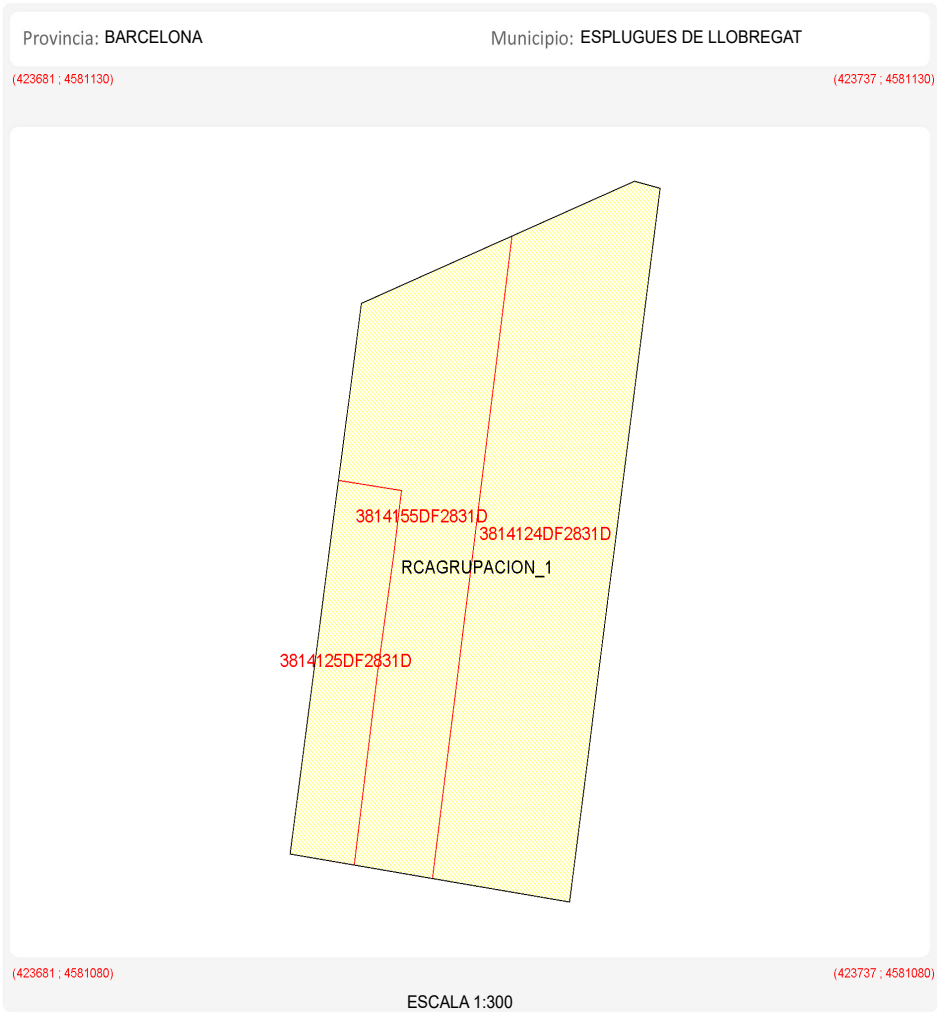 Provincia: BARCELONA Municipio: ESPLUGUES DE LLOBREGAT
(423681 ; 4581130) (423737 ; 4581130)
3814155DF2831D
3814124DF2831D
RCAGRUPACION_1
3814125DF2831D
(423681 ; 4581080) (423737 ; 4581080)
ESCALA 1:300